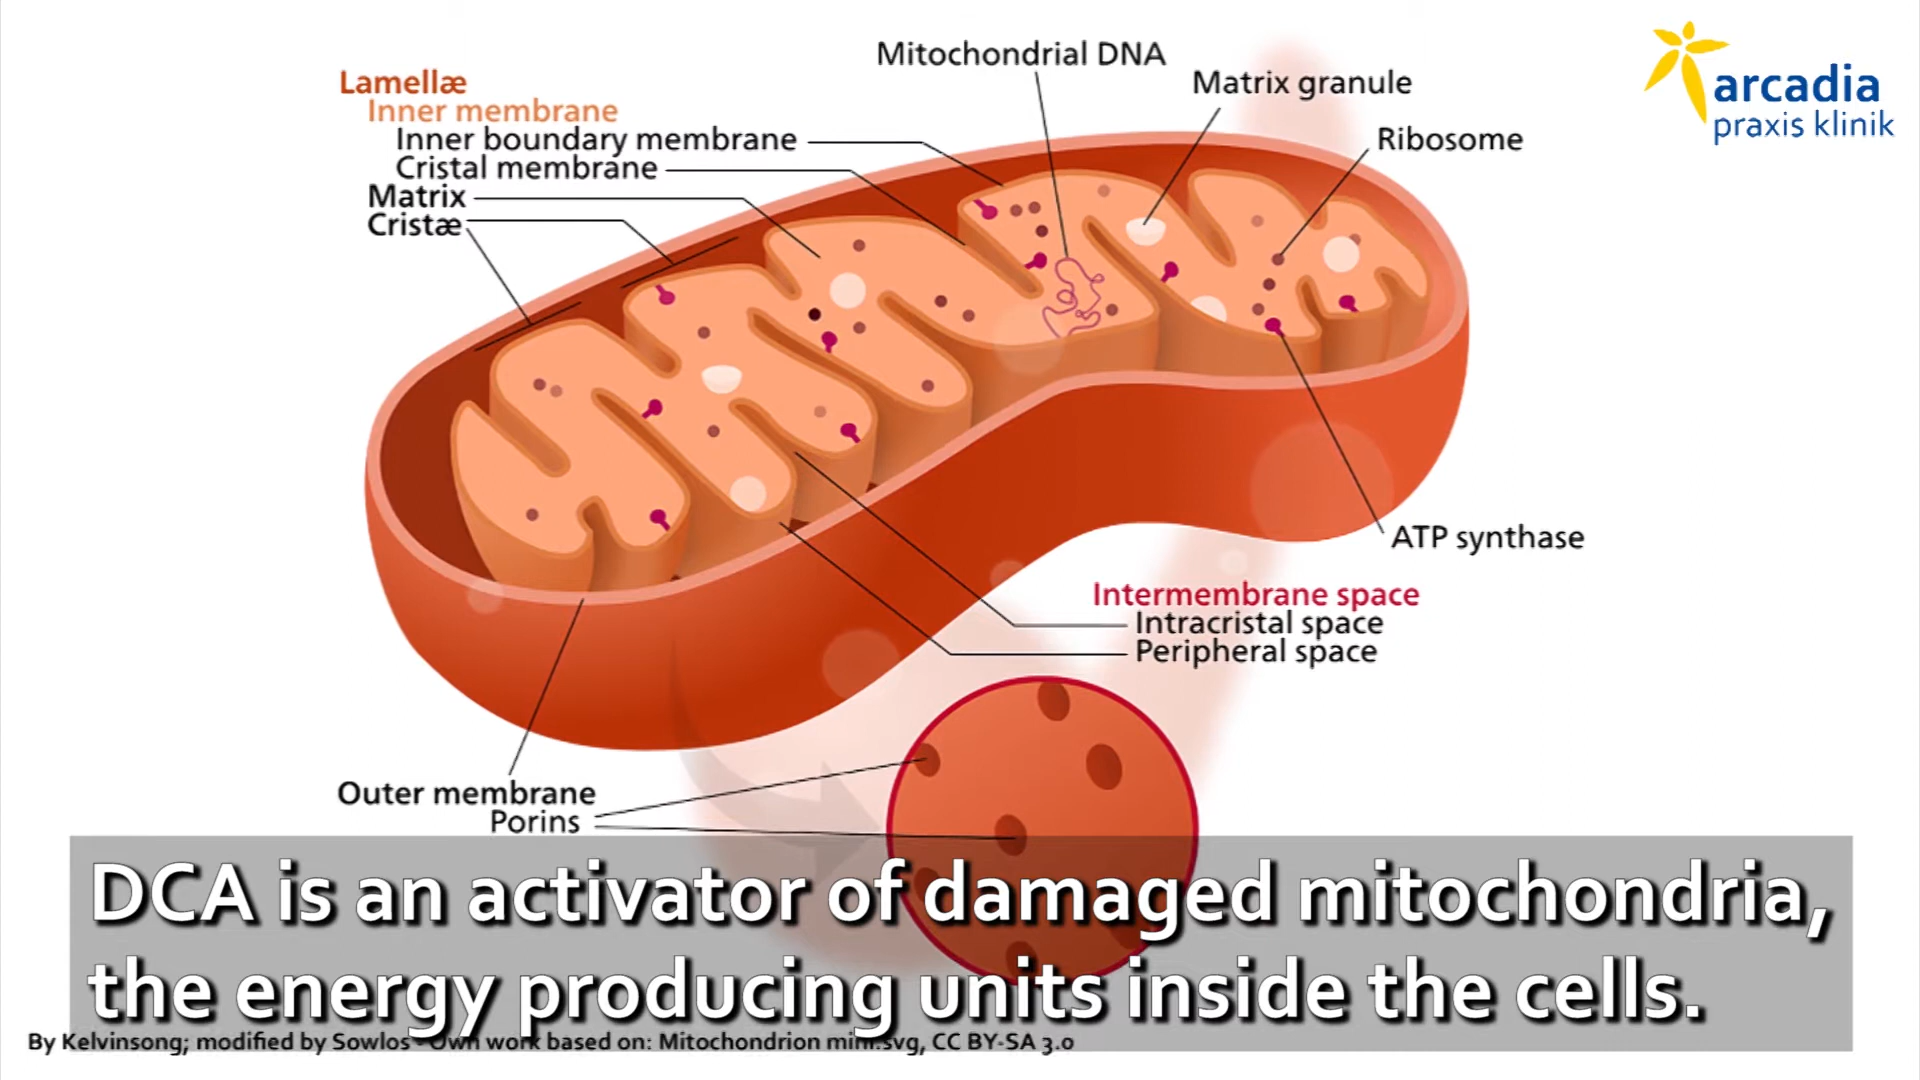 Mitochondrial DNA
Matrix granule
Ribosome
arcadia
praxis klinik
Lamellæ
Inner membrane
Inner boundary membrane
Cristal membrane
Matrix
Cristæ
ATP synthase
Intermembrane space
Intracristal space
Peripheral space
Outer membrane
Porins
DCA is an activator of damaged mitochondria,
the energy producing units inside the cells.
By Kelvinsong; modified by Sowlos - Own work based on: Mitochondrion mini.svg, CC BY-SA 3.0